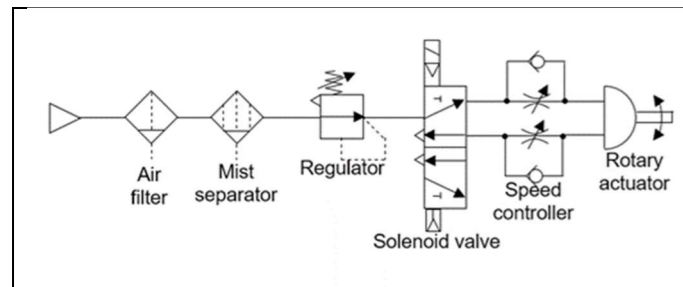 Air
filter
Mist
separator
Regulator
Solenoid valve
Speed
controller
Rotary
actuator